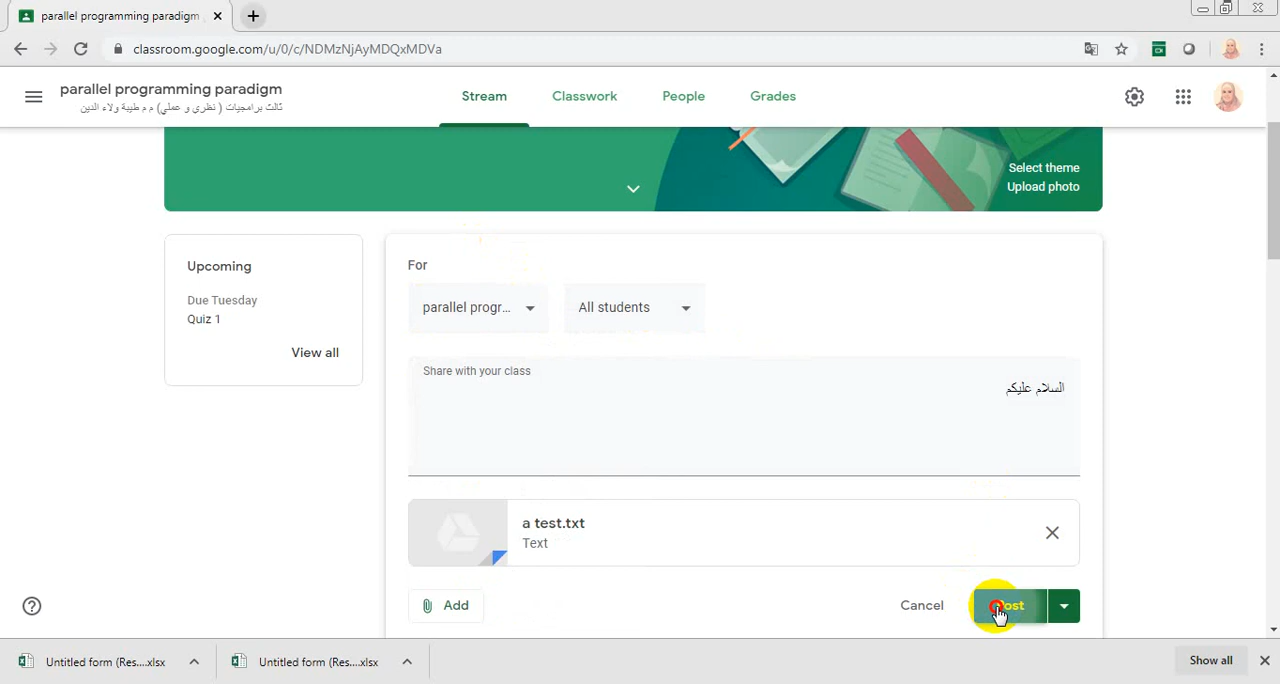 parallel programming paradigm
classroom.google.com/u/0/c/NDMzNjAyMDQxMDVa
parallel programming paradigm
ثالث برامجيات ( نظري و عملي) م م طيبة ولاء الدين
Stream
Classwork
People
Grades
Select theme
Upload photo
Upcoming
Due Tuesday
Quiz 1
View all
For
parallel progr...
All students
Share with your class
السلام عليكم
a test.txt
Text
Add
Cancel
Post
Untitled form (Res....xlsx
Untitled form (Res....xlsx
Show all